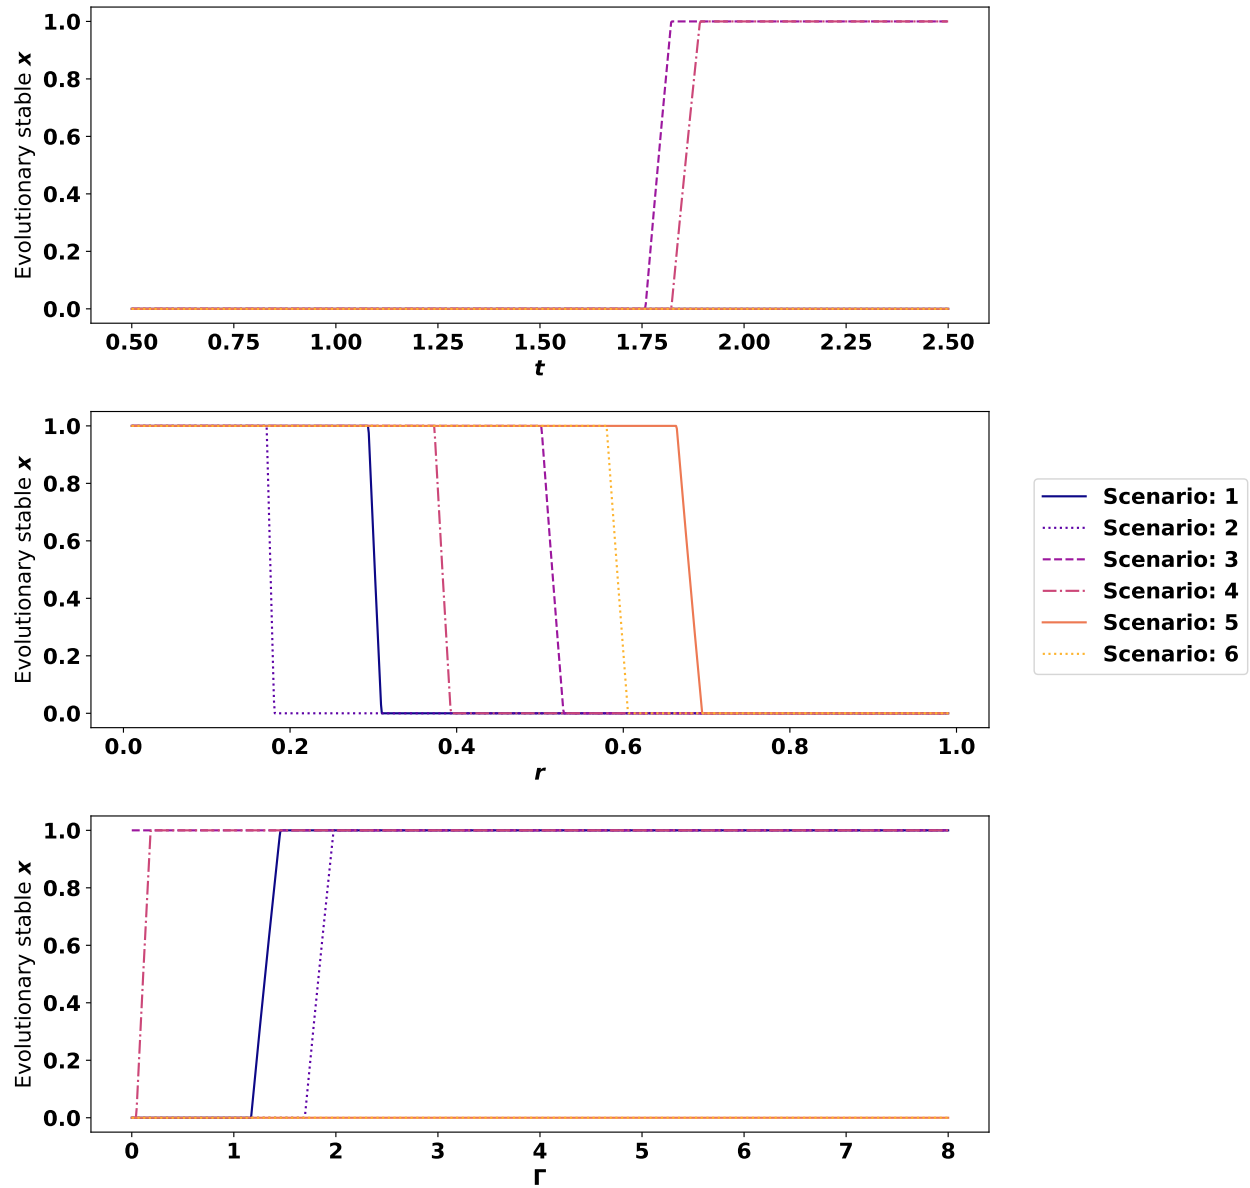 Evolutionary stable x
1.0
0.8
0.6
0.4
0.2
0.0
0.50 0.75 1.00 1.25 1.50 1.75 2.00 2.25 2.50
t
Evolutionary stable x
1.0
0.8
0.6
0.4
0.2
0.0
0.0 0.2 0.4 0.6 0.8 1.0
r
Scenario: 1
Scenario: 2
Scenario: 3
Scenario: 4
Scenario: 5
Scenario: 6
Evolutionary stable x
1.0
0.8
0.6
0.4
0.2
0.0
0 1 2 3 4 5 6 7 8
Γ